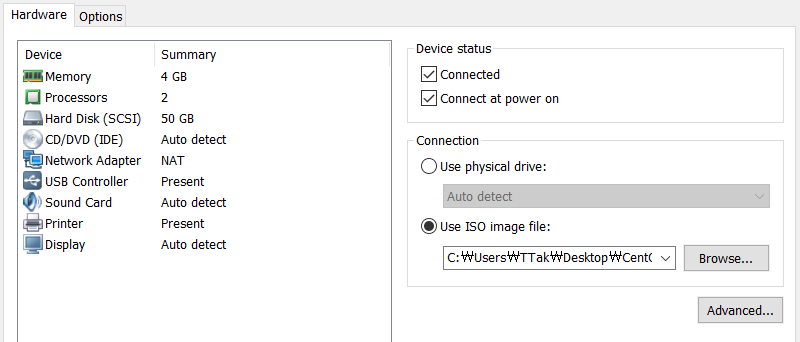 Hardware Options
Device Summary
Memory 4 GB
Processors 2
Hard Disk (SCSI) 50 GB
CD/DVD (IDE) Auto detect
Network Adapter NAT
USB Controller Present
Sound Card Auto detect
Printer Present
Display Auto detect
Device status
Connected
Connect at power on
Connection
Use physical drive:
Auto detect
Use ISO image file:
C:₩Users₩TTak₩Desktop₩Cent
Browse...
Advanced...